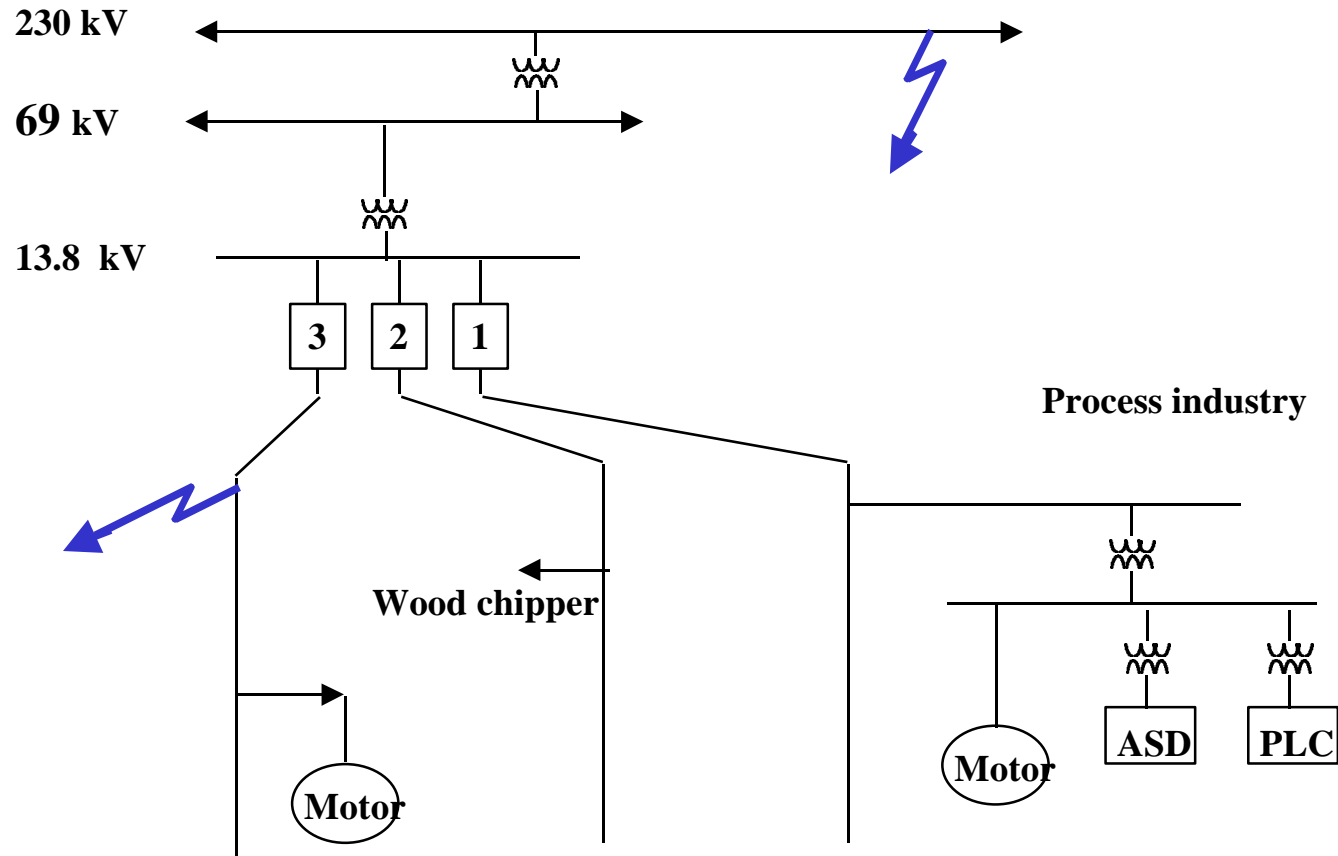 230 kV
69 kV
13.8 kV
3 2 1
Process industry
Wood chipper
Motor
Motor
ASD
PLC